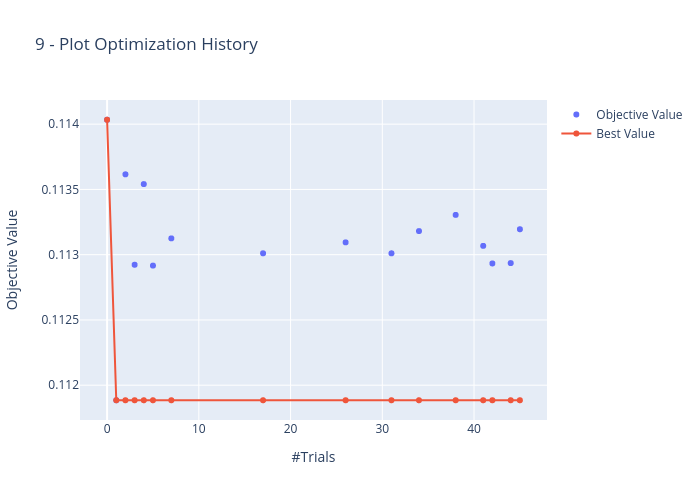 9 - Plot Optimization History
Objective Value
Best Value
0.114
0.1135
0.113
0.1125
0.112
Objective Value
0
10
20
30
40
#Trials